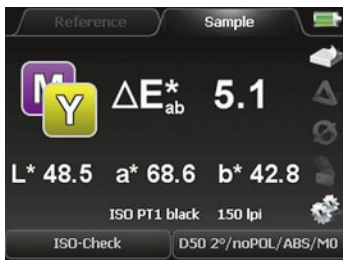 Reference Sample
M
Y
ΔE*ab 5.1
L* 48.5 a* 68.6 b* 42.8
ISO PT1 black 150 lpi
ISO-Check D50 2°/noPOL/ABS/M0